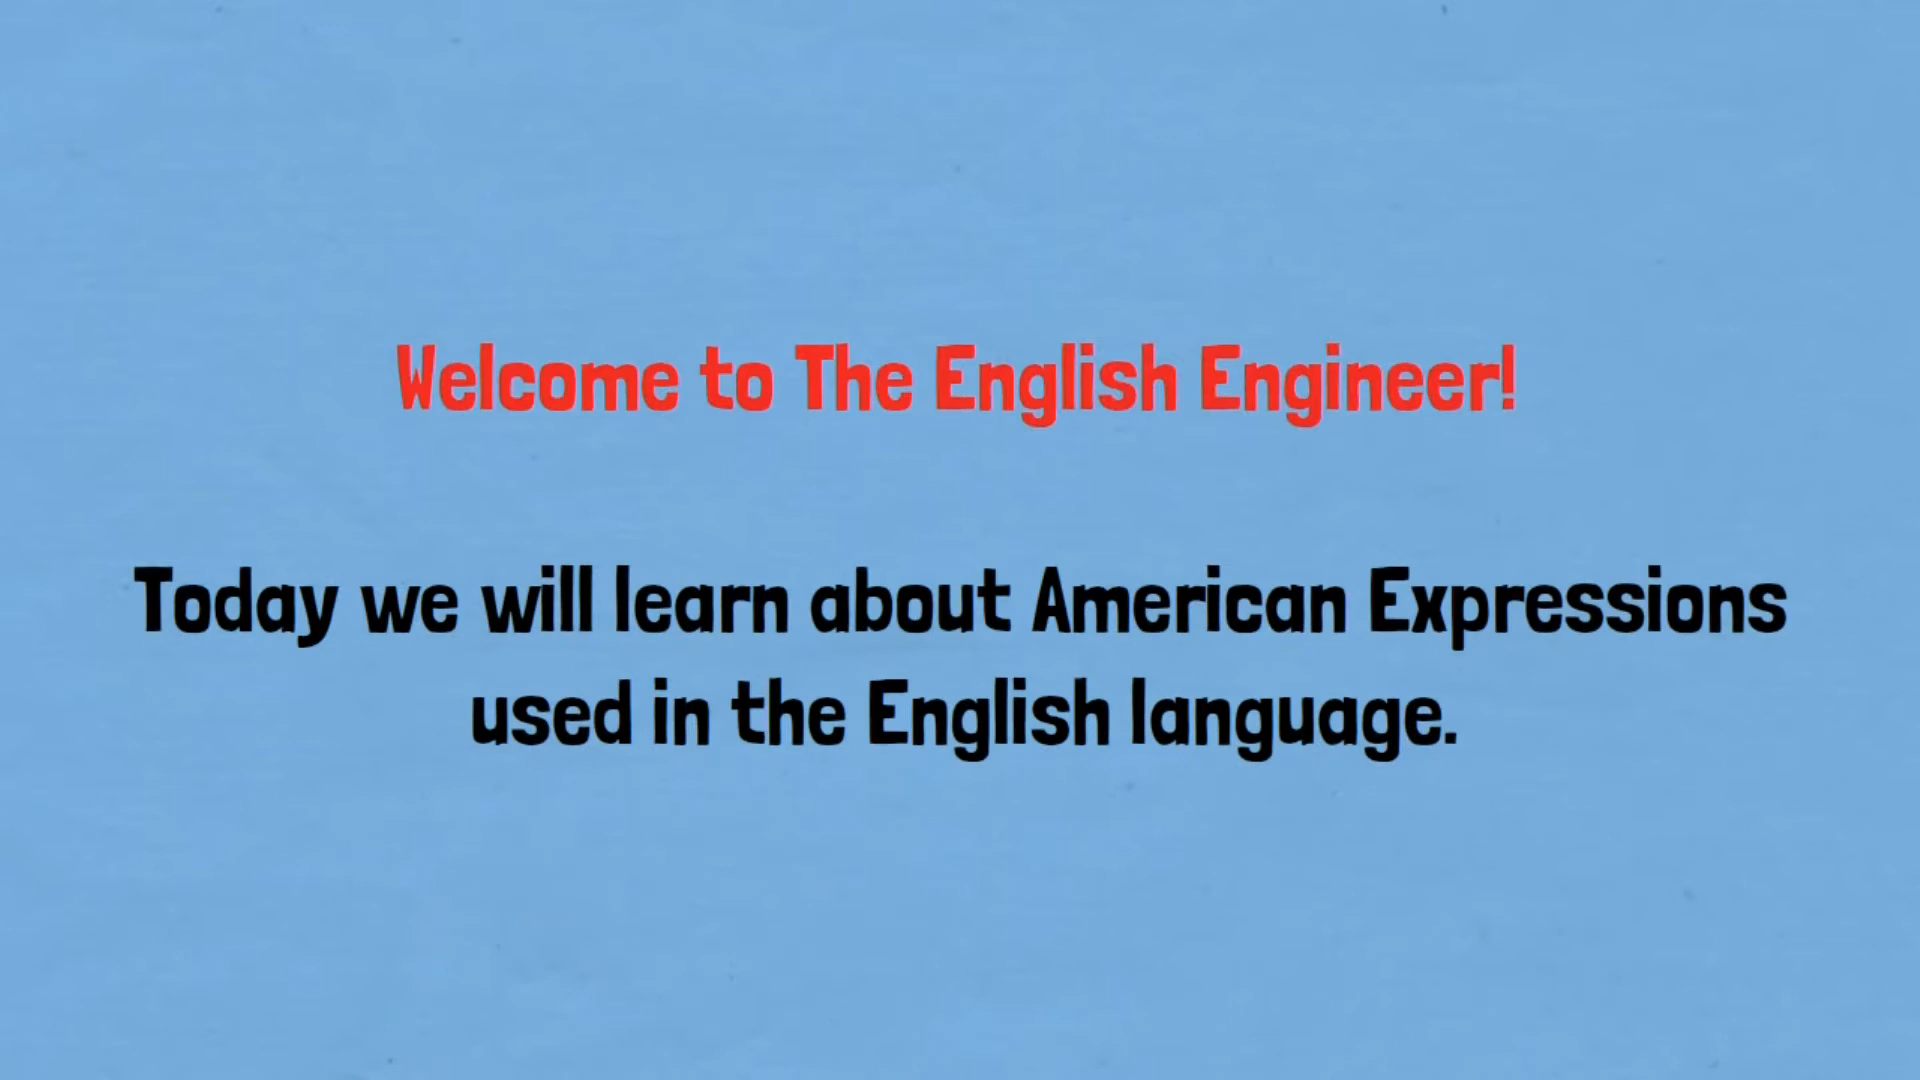 Welcome to The English Engineer!
Today we will learn about American Expressions
used in the English language.